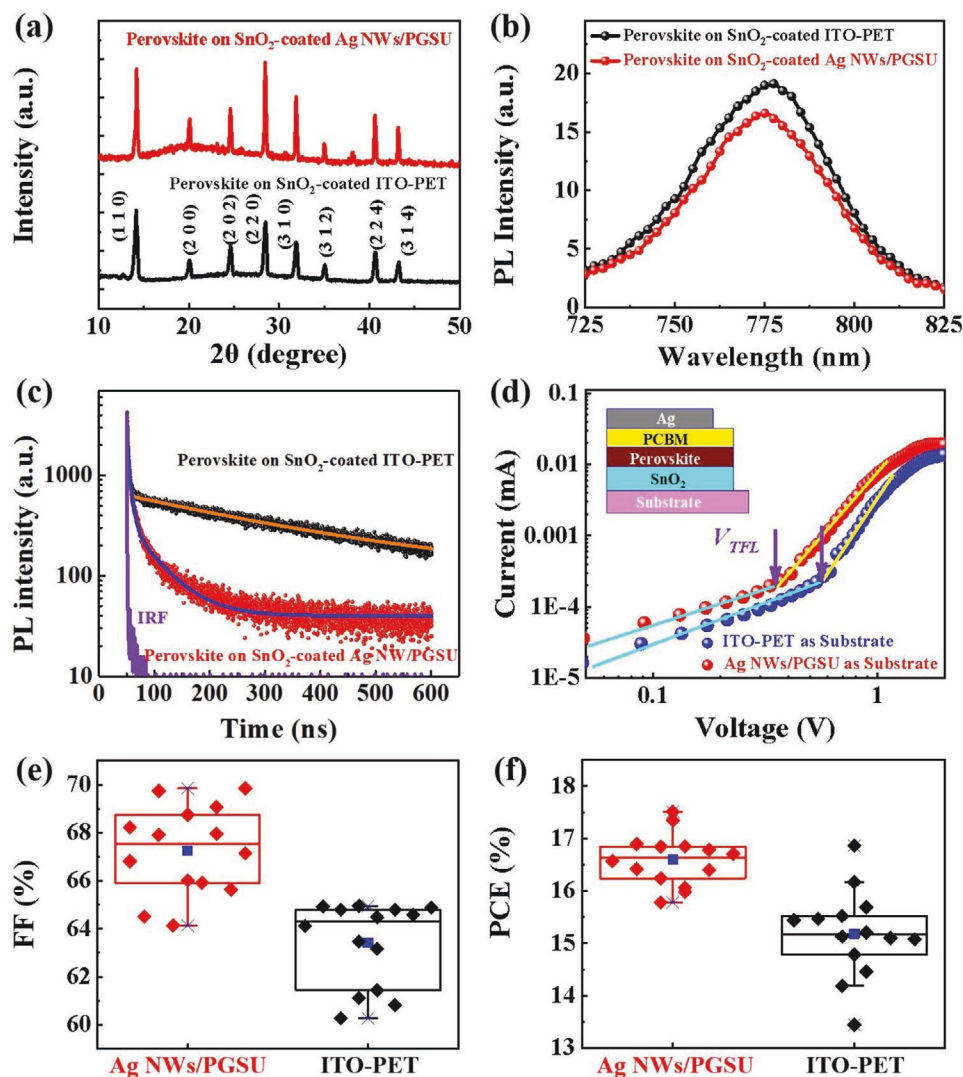 (a)
Perovskite on SnO₂-coated Ag NWs/PGSU
Perovskite on SnO₂-coated ITO-PET
(1 1 0)
(2 0 0)
(2 0 2)
(2 2 0)
(3 1 0)
(3 1 2)
(2 2 4)
(3 1 4)
Intensity (a.u.)
10 20 30 40 50
2θ (degree)
(b)
Perovskite on SnO₂-coated ITO-PET
Perovskite on SnO₂-coated Ag NWs/PGSU
PL Intensity (a.u.)
20
15
10
5
0
725 750 775 800 825
Wavelength (nm)
(c)
Perovskite on SnO₂-coated ITO-PET
IRF
Perovskite on SnO₂-coated Ag NW/PGSU
PL intensity (a.u.)
1000
100
10
0 100 200 300 400 500 600
Time (ns)
(d)
Ag
PCBM
Perovskite
SnO₂
Substrate
V_TFL
ITO-PET as Substrate
Ag NWs/PGSU as Substrate
Current (mA)
0.1
0.01
0.001
1E-4
1E-5
0.1 1
Voltage (V)
(e)
FF (%)
70
68
66
64
62
60
Ag NWs/PGSU ITO-PET
(f)
PCE (%)
18
17
16
15
14
13
Ag NWs/PGSU ITO-PET